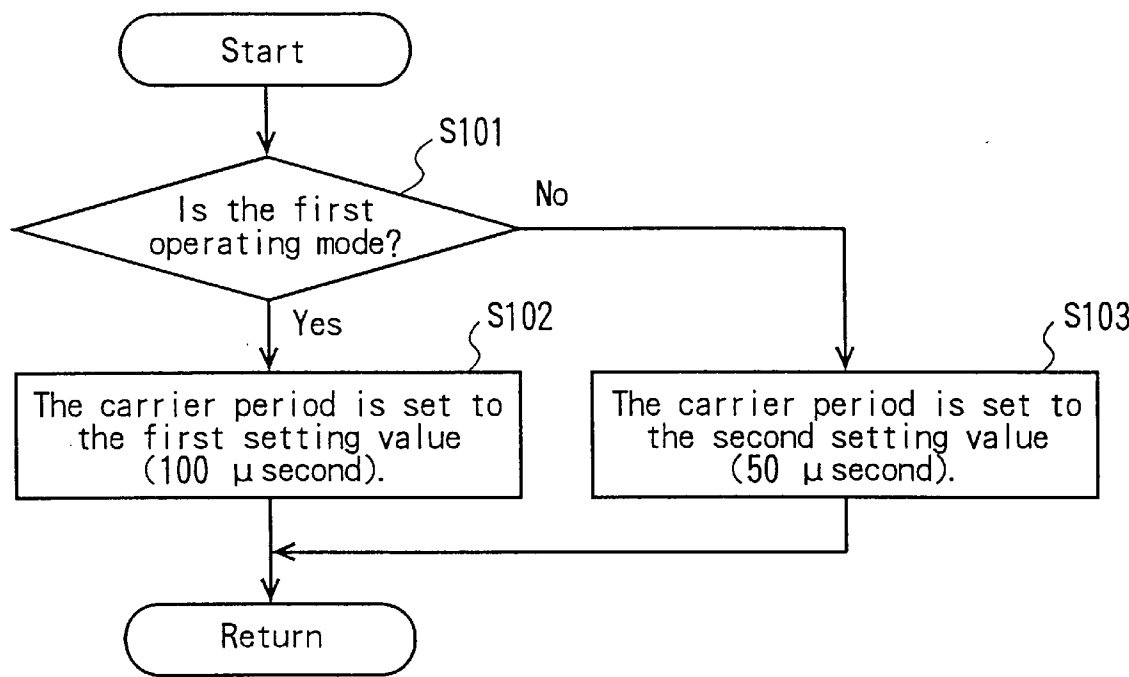 Start
S101
Is the first
operating mode?
No
Yes
S102
S103
The carrier period is set to
the first setting value
(100 μsecond).
The carrier period is set to
the second setting value
(50 μsecond).
Return